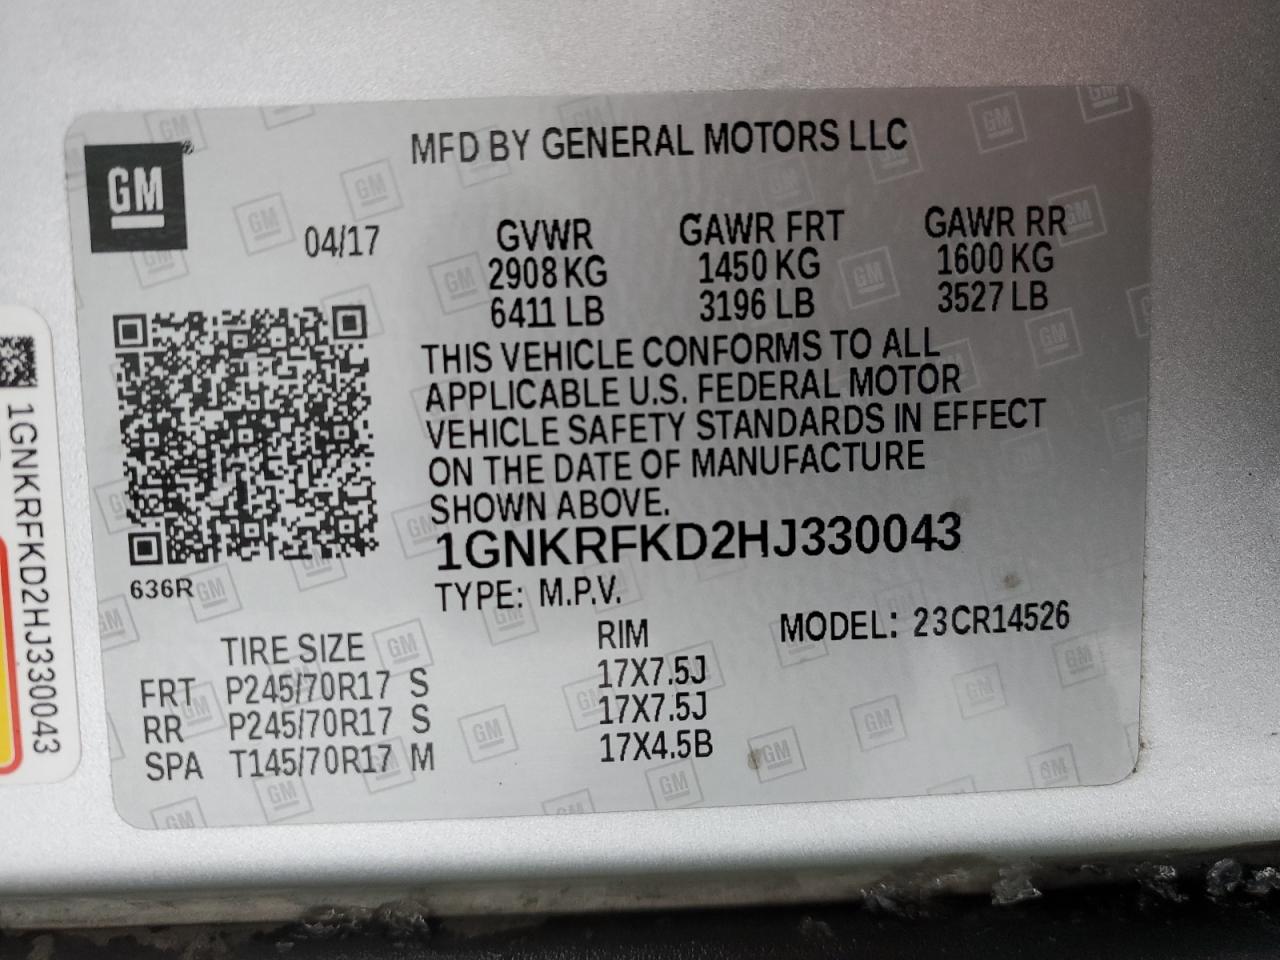 GM
MFD BY GENERAL MOTORS LLC
04/17
GVWR GAWR FRT GAWR RR
2908 KG 1450 KG 1600 KG
6411 LB 3196 LB 3527 LB
THIS VEHICLE CONFORMS TO ALL
APPLICABLE U.S. FEDERAL MOTOR
VEHICLE SAFETY STANDARDS IN EFFECT
ON THE DATE OF MANUFACTURE
SHOWN ABOVE.
1GNKRFKD2HJ330043
636R
TYPE: M.P.V.
MODEL: 23CR14526
TIRE SIZE RIM
FRT P245/70R17 S 17X7.5J
RR P245/70R17 S 17X7.5J
SPA T145/70R17 M 17X4.5B
1GNKRFKD2HJ330043